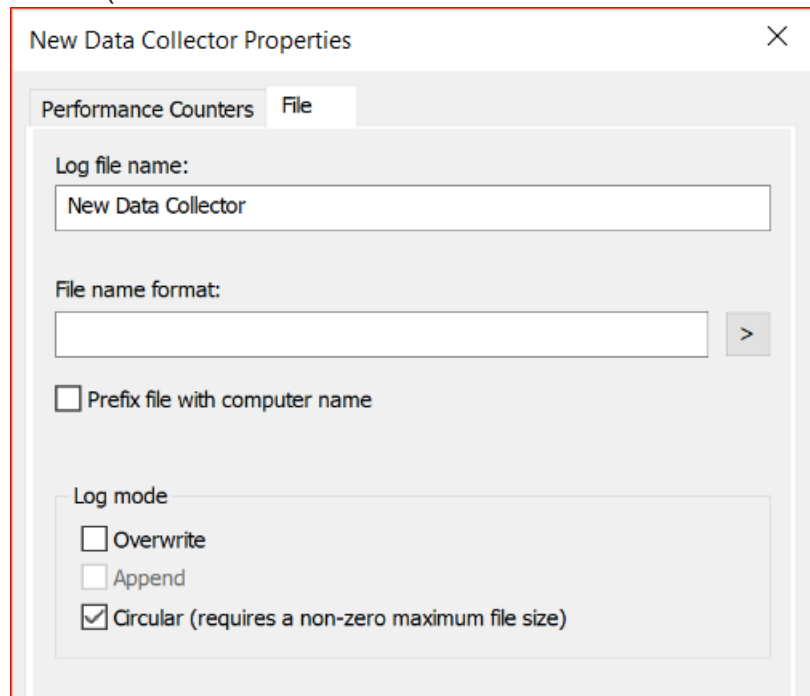 New Data Collector Properties
Performance Counters
File
Log file name:
New Data Collector
File name format:
>
Prefix file with computer name
Log mode
Overwrite
Append
Circular (requires a non-zero maximum file size)